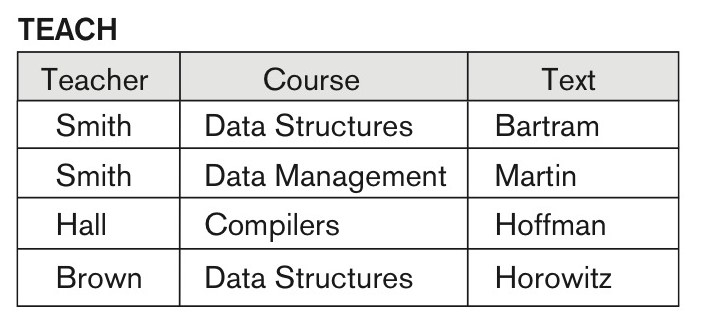 TEACH
Teacher Course Text
Smith Data Structures Bartram
Smith Data Management Martin
Hall Compilers Hoffman
Brown Data Structures Horowitz